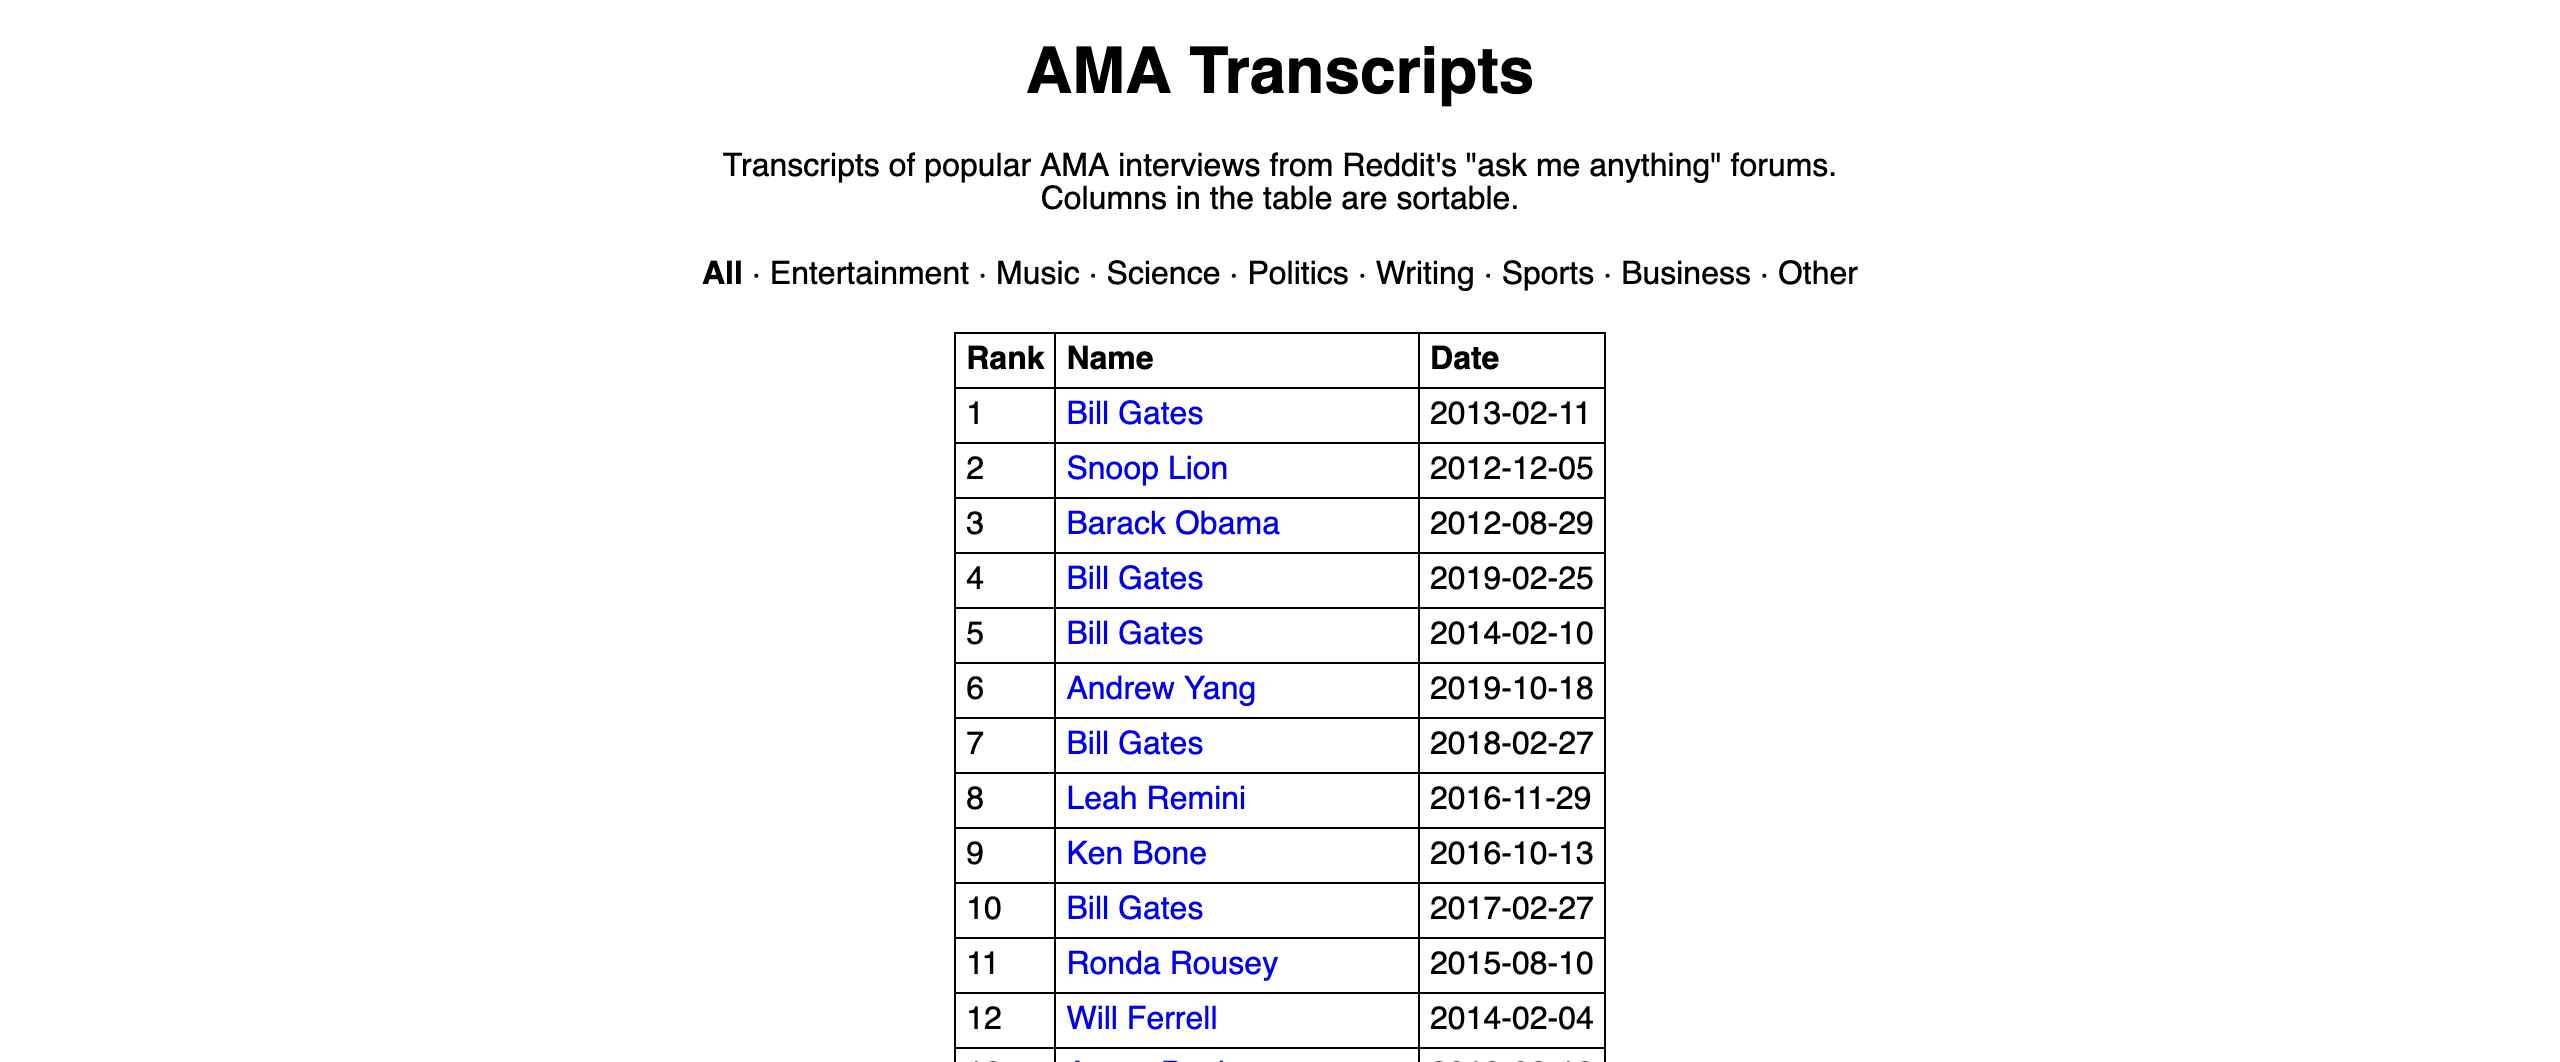 AMA Transcripts
Transcripts of popular AMA interviews from Reddit's "ask me anything" forums.
Columns in the table are sortable.
All · Entertainment · Music · Science · Politics · Writing · Sports · Business · Other
Rank Name Date
1 Bill Gates 2013-02-11
2 Snoop Lion 2012-12-05
3 Barack Obama 2012-08-29
4 Bill Gates 2019-02-25
5 Bill Gates 2014-02-10
6 Andrew Yang 2019-10-18
7 Bill Gates 2018-02-27
8 Leah Remini 2016-11-29
9 Ken Bone 2016-10-13
10 Bill Gates 2017-02-27
11 Ronda Rousey 2015-08-10
12 Will Ferrell 2014-02-04